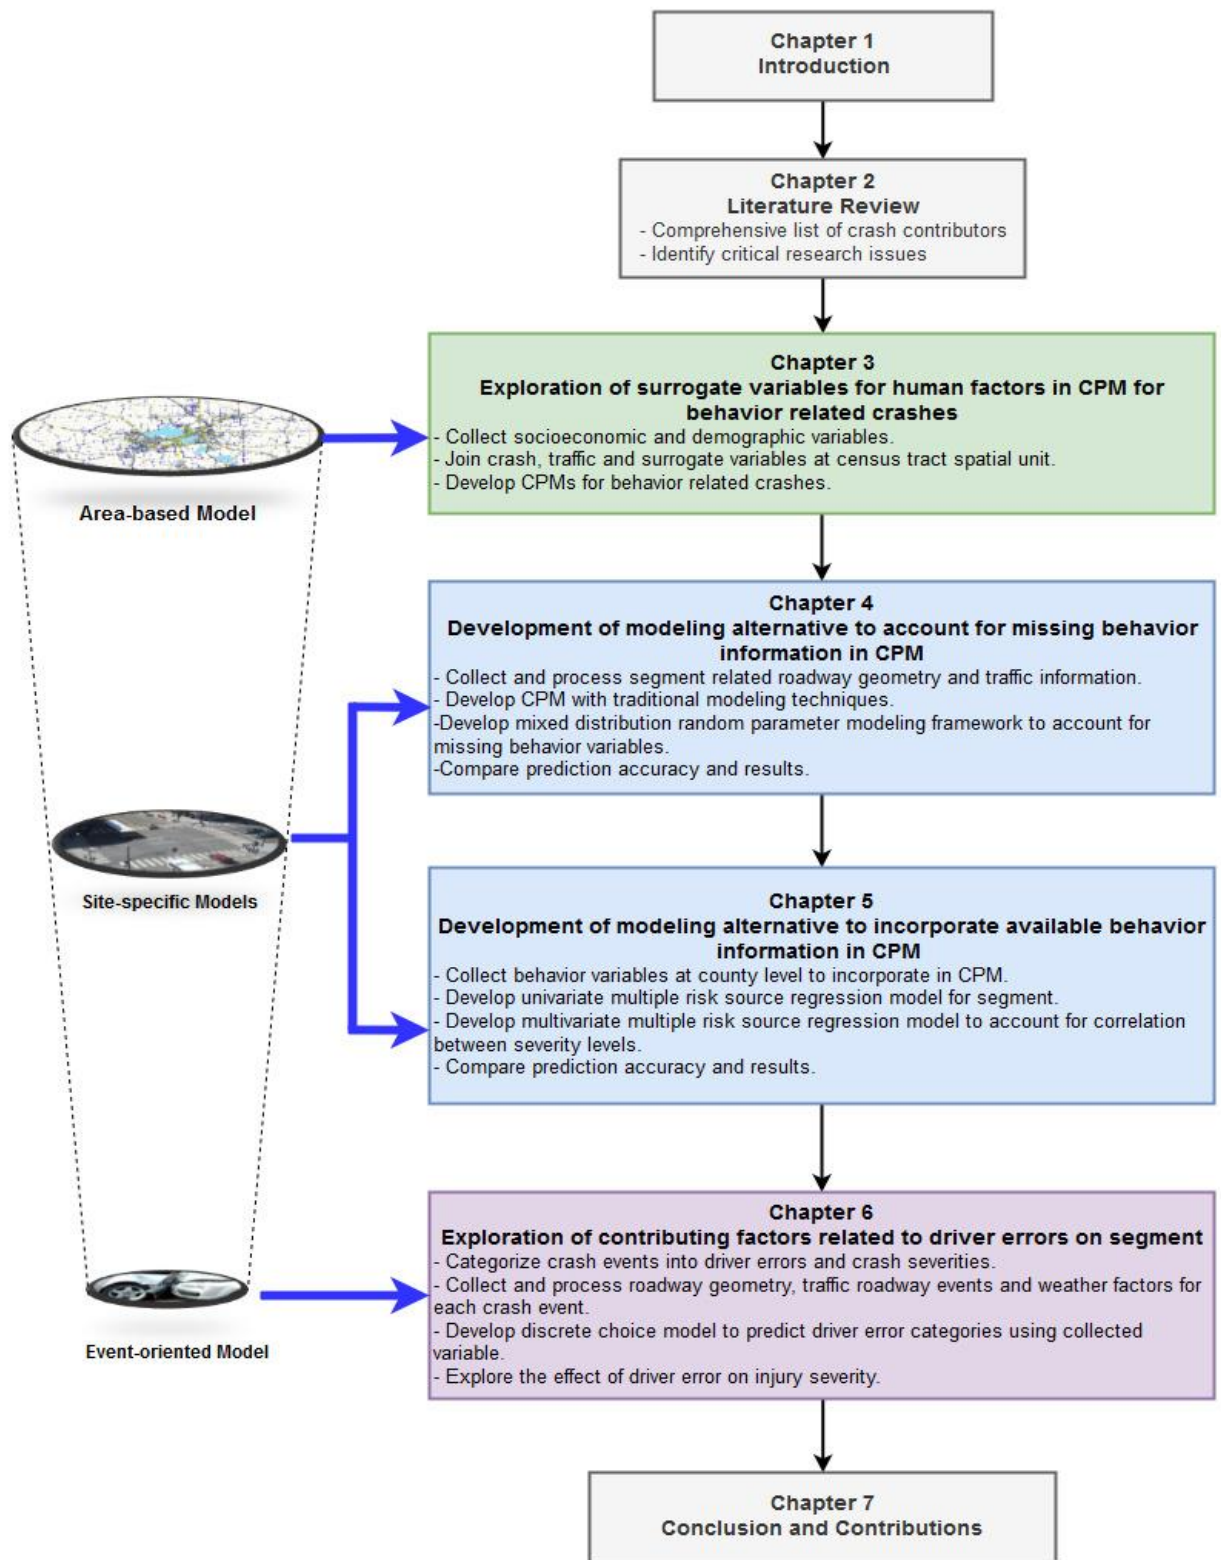 Chapter 1
Introduction
Chapter 2
Literature Review
- Comprehensive list of crash contributors
- Identify critical research issues
Chapter 3
Exploration of surrogate variables for human factors in CPM for
behavior related crashes
- Collect socioeconomic and demographic variables.
- Join crash, traffic and surrogate variables at census tract spatial unit.
- Develop CPMs for behavior related crashes.
Area-based Model
Chapter 4
Development of modeling alternative to account for missing behavior
information in CPM
- Collect and process segment related roadway geometry and traffic information.
- Develop CPM with traditional modeling techniques.
-Develop mixed distribution random parameter modeling framework to account for
missing behavior variables.
-Compare prediction accuracy and results.
Site-specific Models
Chapter 5
Development of modeling alternative to incorporate available behavior
information in CPM
- Collect behavior variables at county level to incorporate in CPM.
- Develop univariate multiple risk source regression model for segment.
- Develop multivariate multiple risk source regression model to account for correlation
between severity levels.
- Compare prediction accuracy and results.
Chapter 6
Exploration of contributing factors related to driver errors on segment
- Categorize crash events into driver errors and crash severities.
- Collect and process roadway geometry, traffic roadway events and weather factors for
each crash event.
- Develop discrete choice model to predict driver error categories using collected
variable.
- Explore the effect of driver error on injury severity.
Event-oriented Model
Chapter 7
Conclusion and Contributions